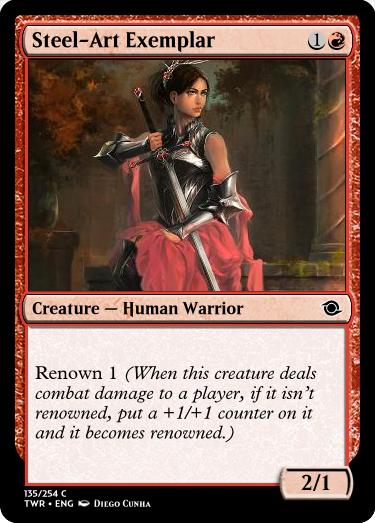 Steel-Art Exemplar 1
Creature — Human Warrior
Renown 1 (When this creature deals
combat damage to a player, if it isn't
renowned, put a +1/+1 counter on it
and it becomes renowned.)
2/1
135/254 C
TWR • ENG Diego Cunha